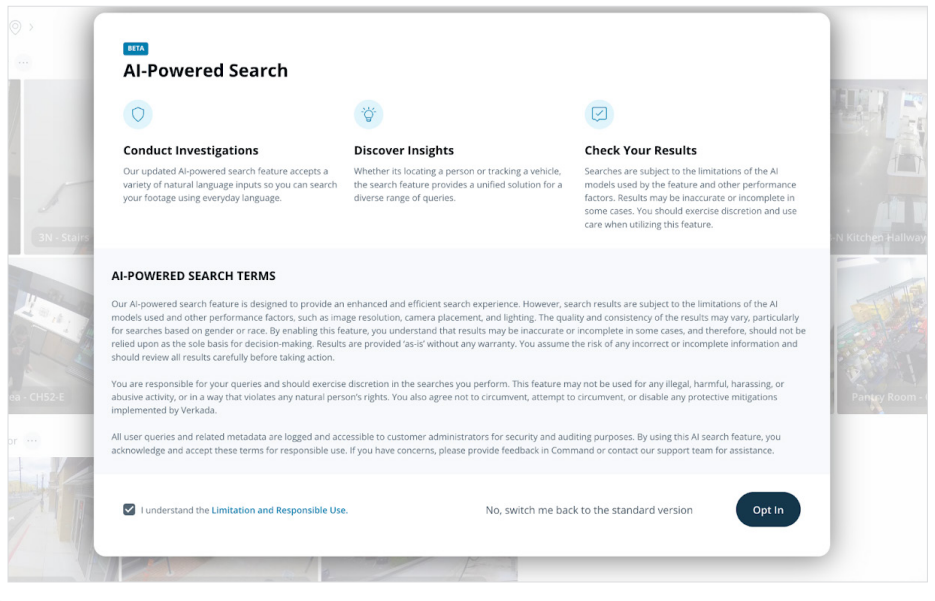 BETA
AI-Powered Search
Conduct Investigations
Our updated AI-powered search feature accepts a
variety of natural language inputs so you can search
your footage using everyday language.
Discover Insights
Whether its locating a person or tracking a vehicle,
the search feature provides a unified solution for a
diverse range of queries.
Check Your Results
Searches are subject to the limitations of the AI
models used by the feature and other performance
factors. Results may be inaccurate or incomplete in
some cases. You should exercise discretion and use
care when utilizing this feature.
3N - Stairs
-N Kitchen Hallway
AI-POWERED SEARCH TERMS
Our AI-powered search feature is designed to provide an enhanced and efficient search experience. However, search results are subject to the limitations of the AI
models used and other performance factors, such as image resolution, camera placement, and lighting. The quality and consistency of the results may vary, particularly
for searches based on gender or race. By enabling this feature, you understand that results may be inaccurate or incomplete in some cases, and therefore, should not be
relied upon as the sole basis for decision-making. Results are provided 'as-is' without any warranty. You assume the risk of any incorrect or incomplete information and
should review all results carefully before taking action.
You are responsible for your queries and should exercise discretion in the searches you perform. This feature may not be used for any illegal, harmful, harassing, or
abusive activity, or in a way that violates any natural person's rights. You also agree not to circumvent, attempt to circumvent, or disable any protective mitigations
implemented by Verkada.
ea - CH52-E
Pantry Room -
All user queries and related metadata are logged and accessible to customer administrators for security and auditing purposes. By using this AI search feature, you
acknowledge and accept these terms for responsible use. If you have concerns, please provide feedback in Command or contact our support team for assistance.
or
I understand the Limitation and Responsible Use.
No, switch me back to the standard version
Opt In